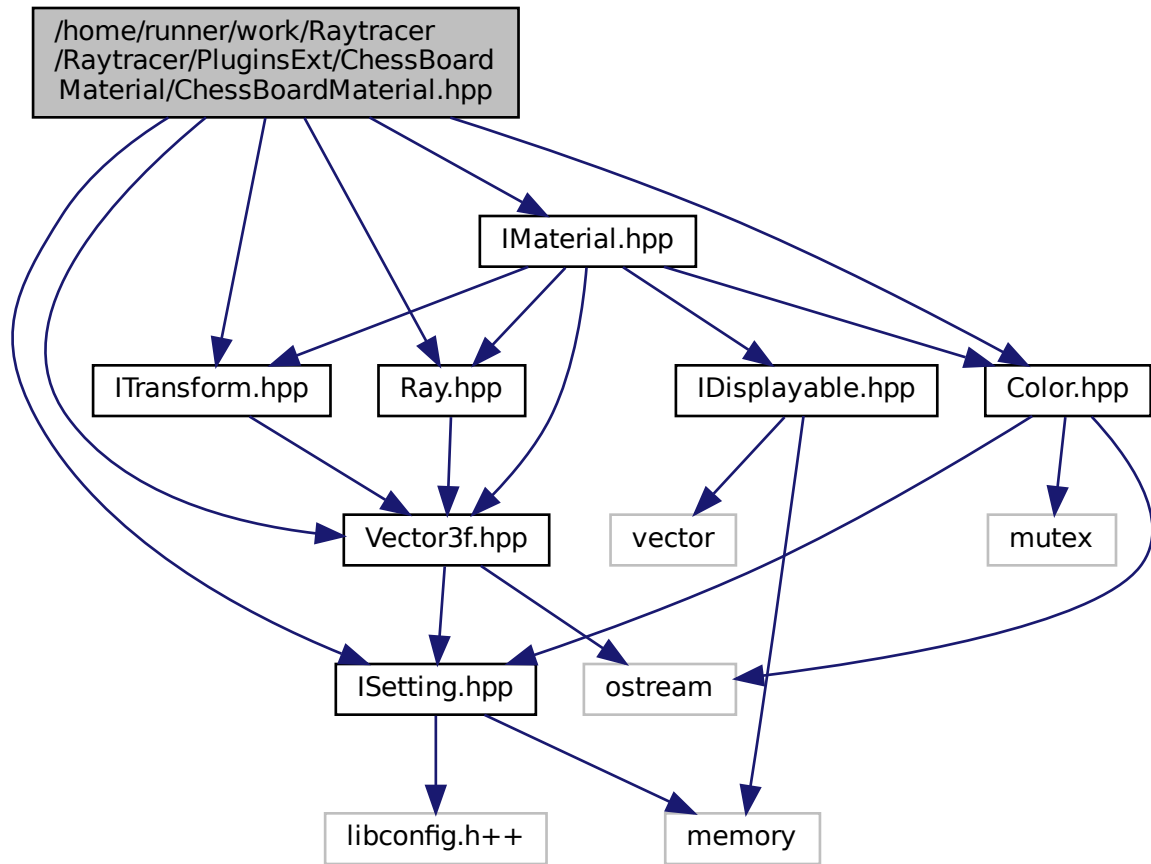 /home/runner/work/Raytracer
/Raytracer/PluginsExt/ChessBoard
Material/ChessBoardMaterial.hpp
IMaterial.hpp
ITransform.hpp
Ray.hpp
IDisplayable.hpp
Color.hpp
Vector3f.hpp
vector
mutex
ISetting.hpp
ostream
libconfig.h++
memory